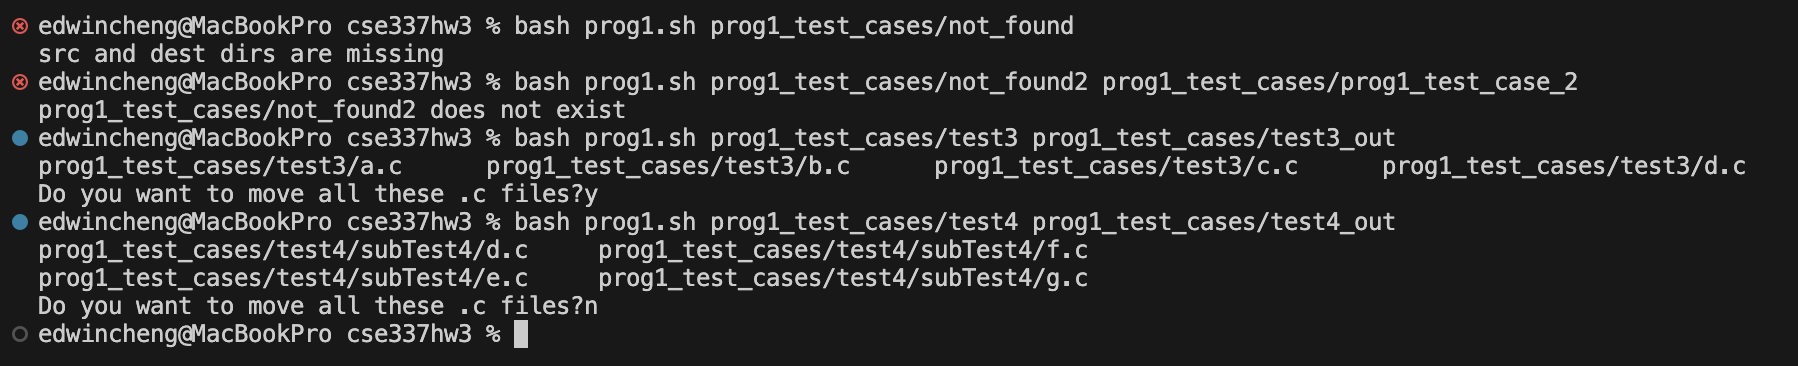 edwincheng@MacBookPro cse337hw3 % bash prog1.sh prog1_test_cases/not_found
src and dest dirs are missing
edwincheng@MacBookPro cse337hw3 % bash prog1.sh prog1_test_cases/not_found2 prog1_test_cases/prog1_test_case_2
prog1_test_cases/not_found2 does not exist
edwincheng@MacBookPro cse337hw3 % bash prog1.sh prog1_test_cases/test3 prog1_test_cases/test3_out
prog1_test_cases/test3/a.c      prog1_test_cases/test3/b.c      prog1_test_cases/test3/c.c      prog1_test_cases/test3/d.c
Do you want to move all these .c files?y
edwincheng@MacBookPro cse337hw3 % bash prog1.sh prog1_test_cases/test4 prog1_test_cases/test4_out
prog1_test_cases/test4/subTest4/d.c     prog1_test_cases/test4/subTest4/f.c
prog1_test_cases/test4/subTest4/e.c     prog1_test_cases/test4/subTest4/g.c
Do you want to move all these .c files?n
edwincheng@MacBookPro cse337hw3 %